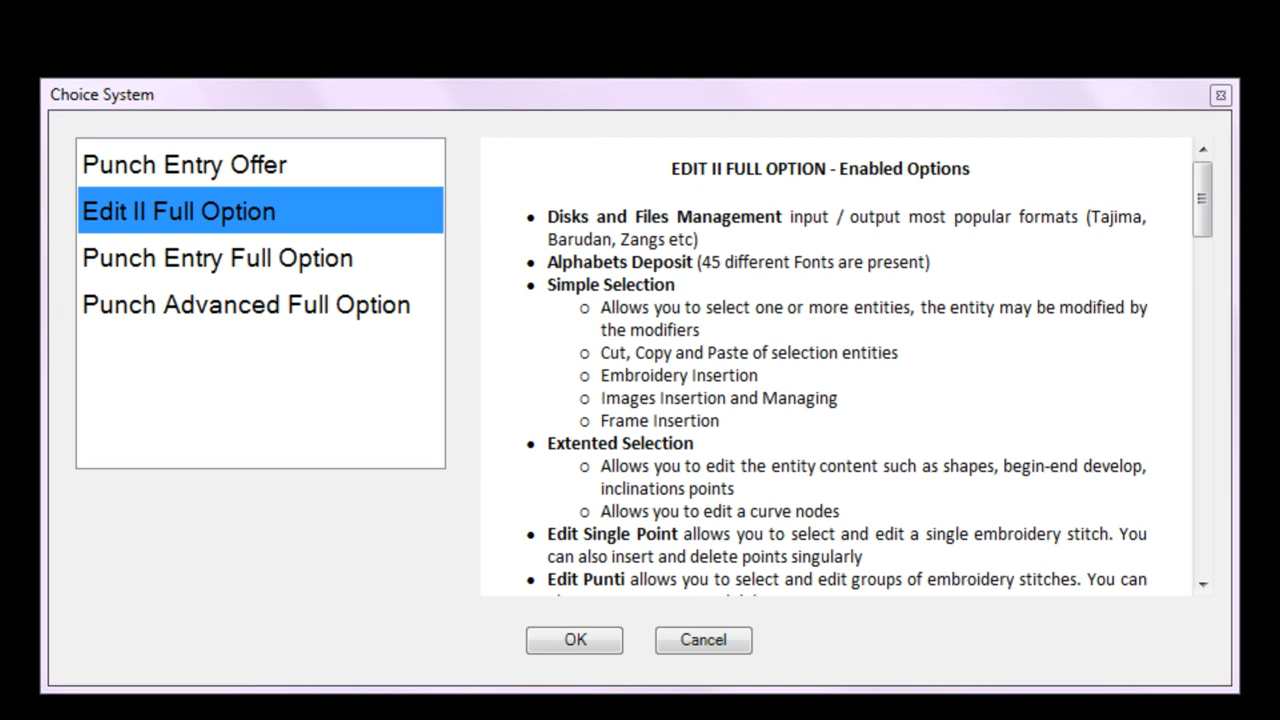 Choice System
Punch Entry Offer
Edit II Full Option
Punch Entry Full Option
Punch Advanced Full Option
EDIT II FULL OPTION - Enabled Options
• Disks and Files Management input / output most popular formats (Tajima,
Barudan, Zangs etc)
• Alphabets Deposit (45 different Fonts are present)
• Simple Selection
○ Allows you to select one or more entities, the entity may be modified by
the modifiers
○ Cut, Copy and Paste of selection entities
○ Embroidery Insertion
○ Images Insertion and Managing
○ Frame Insertion
• Extented Selection
○ Allows you to edit the entity content such as shapes, begin-end develop,
inclinations points
○ Allows you to edit a curve nodes
• Edit Single Point allows you to select and edit a single embroidery stitch. You
can also insert and delete points singularly
• Edit Punti allows you to select and edit groups of embroidery stitches. You can
OK
Cancel